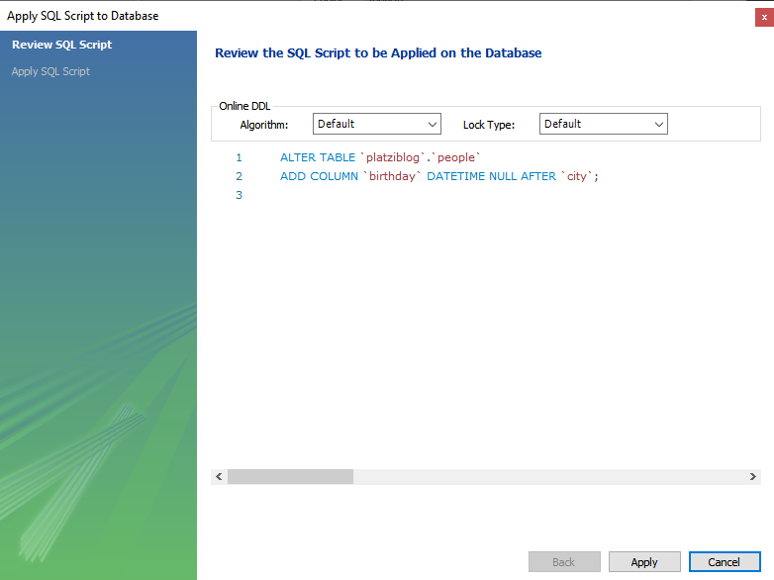 Apply SQL Script to Database
x
Review SQL Script
Apply SQL Script
Review the SQL Script to be Applied on the Database
Online DDL
Algorithm: Default Lock Type: Default
1 ALTER TABLE `platziblog`.`people`
2 ADD COLUMN `birthday` DATETIME NULL AFTER `city`;
3
Back Apply Cancel